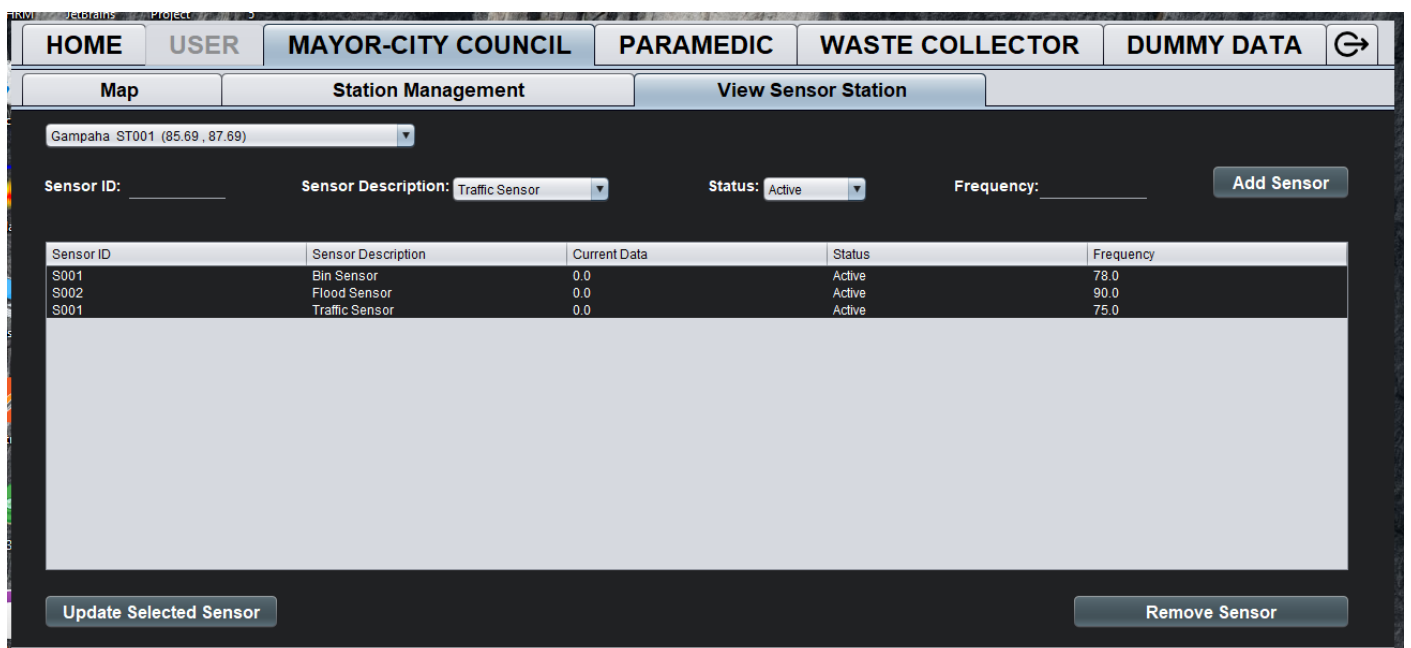 JetBrains Project 5
HOME USER MAYOR-CITY COUNCIL PARAMEDIC WASTE COLLECTOR DUMMY DATA
Map Station Management View Sensor Station
Gampaha ST001 (85.69 , 87.69)
Sensor ID: Sensor Description: Traffic Sensor Status: Active Frequency: Add Sensor
Sensor ID Sensor Description Current Data Status Frequency
S001 Bin Sensor 0.0 Active 78.0
S002 Flood Sensor 0.0 Active 90.0
S001 Traffic Sensor 0.0 Active 75.0
Update Selected Sensor Remove Sensor